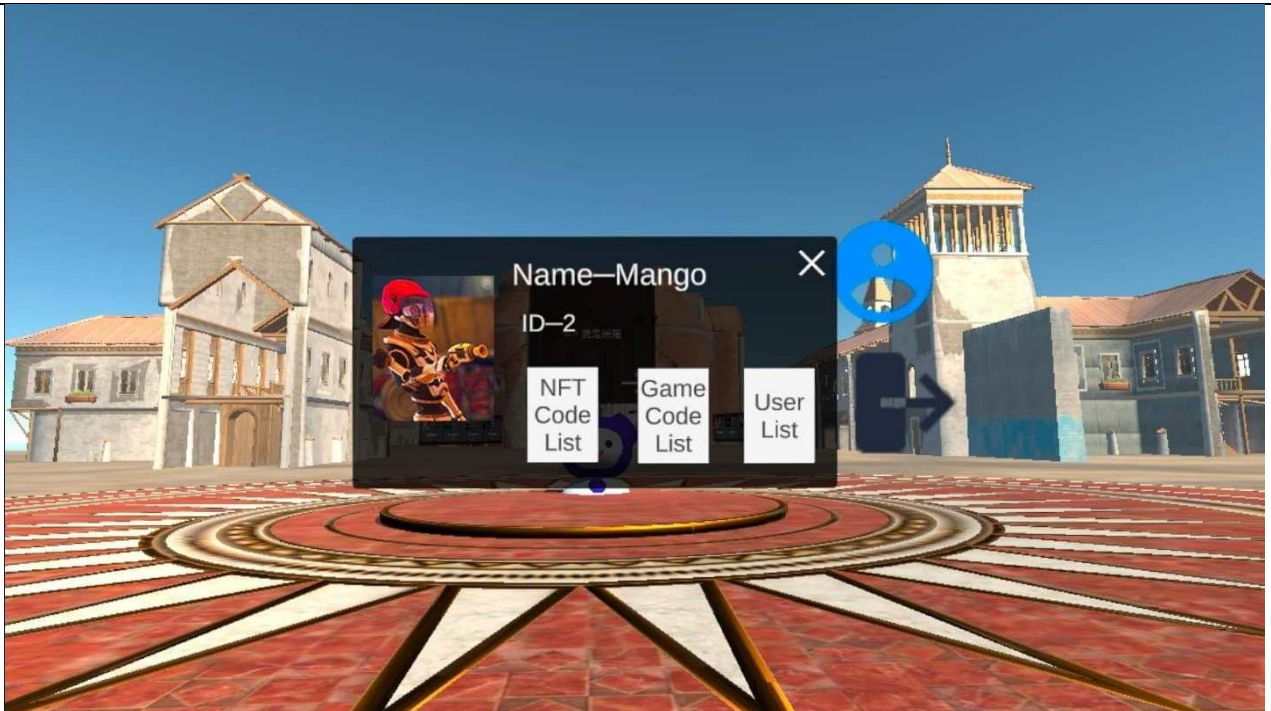 Name—Mango
ID—2
NFT
Code
List
Game
Code
List
User
List